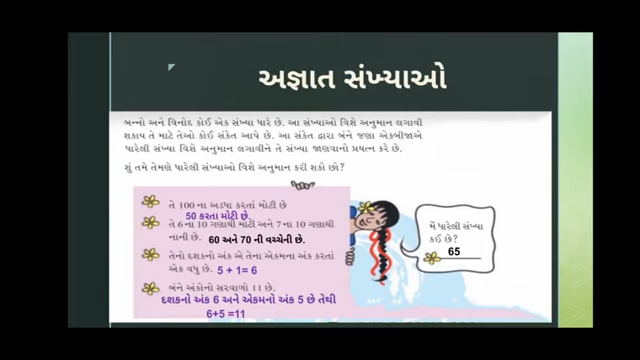 અજ્ઞાત સંખ્યાઓ
બન્નો અને વિનોદ કોઈ એક સંખ્યા ધારે છે. આ સંખ્યાઓ વિશે અનુમાન લગાવી
શકાય તે માટે તેઓ કોઈ સંકેત આપે છે. આ સંકેત દ્વારા બંને જણા એકબીજાએ
ધારેલી સંખ્યા વિશે અનુમાન લગાવીને તે સંખ્યા જાણવાનો પ્રયત્ન કરે છે.
શું તમે તેમણે ધારેલી સંખ્યાઓ વિશે અનુમાન કરી શકો છો?
તે 100 ના અડધા કરતાં મોટી છે
50 કરતા મોટી છે.
તે 6 ના 10 ગણાથી મોટી અને 7 ના 10 ગણાથી
નાની છે. 60 અને 70 ની વચ્ચેની છે.
તેનો દશકનો અંક એ તેના એકમના અંક કરતાં
એક વધુ છે. 5 + 1= 6
બંને અંકોનો સરવાળો 11 છે.
દશકનો અંક 6 અને એકમનો અંક 5 છે તેથી
6+5 =11
મેં ધારેલી સંખ્યા
કઈ છે?
65